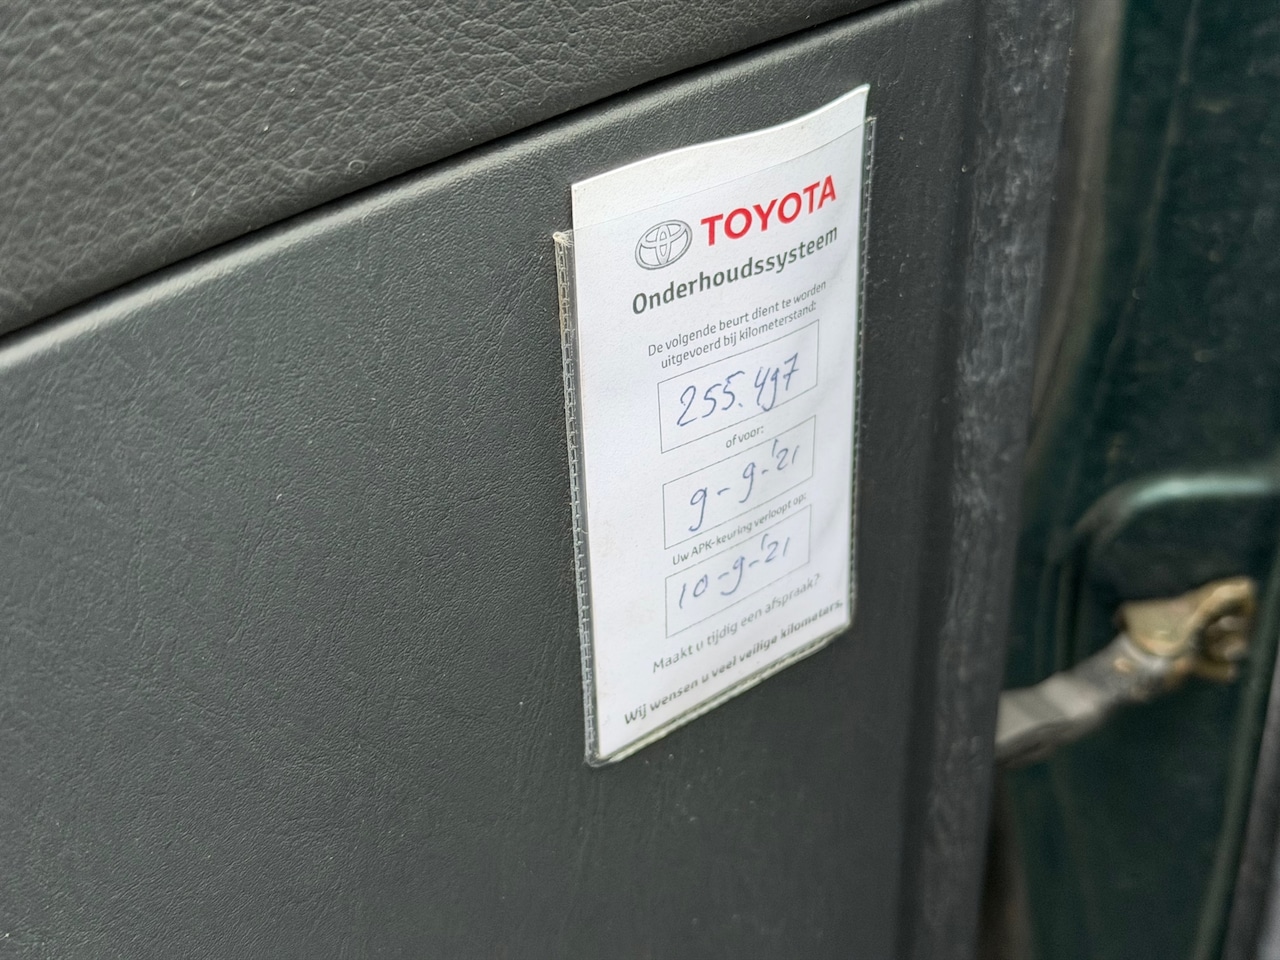 TOYOTA
Onderhoudssysteem
De volgende beurt dient te worden
uitgevoerd bij kilometerstand:
255.497
of voor:
9-9-'21
Uw APK-keuring verloopt op:
10-9-'21
Maakt u tijdig een afspraak?
Wij wensen u veel veilige kilometers.